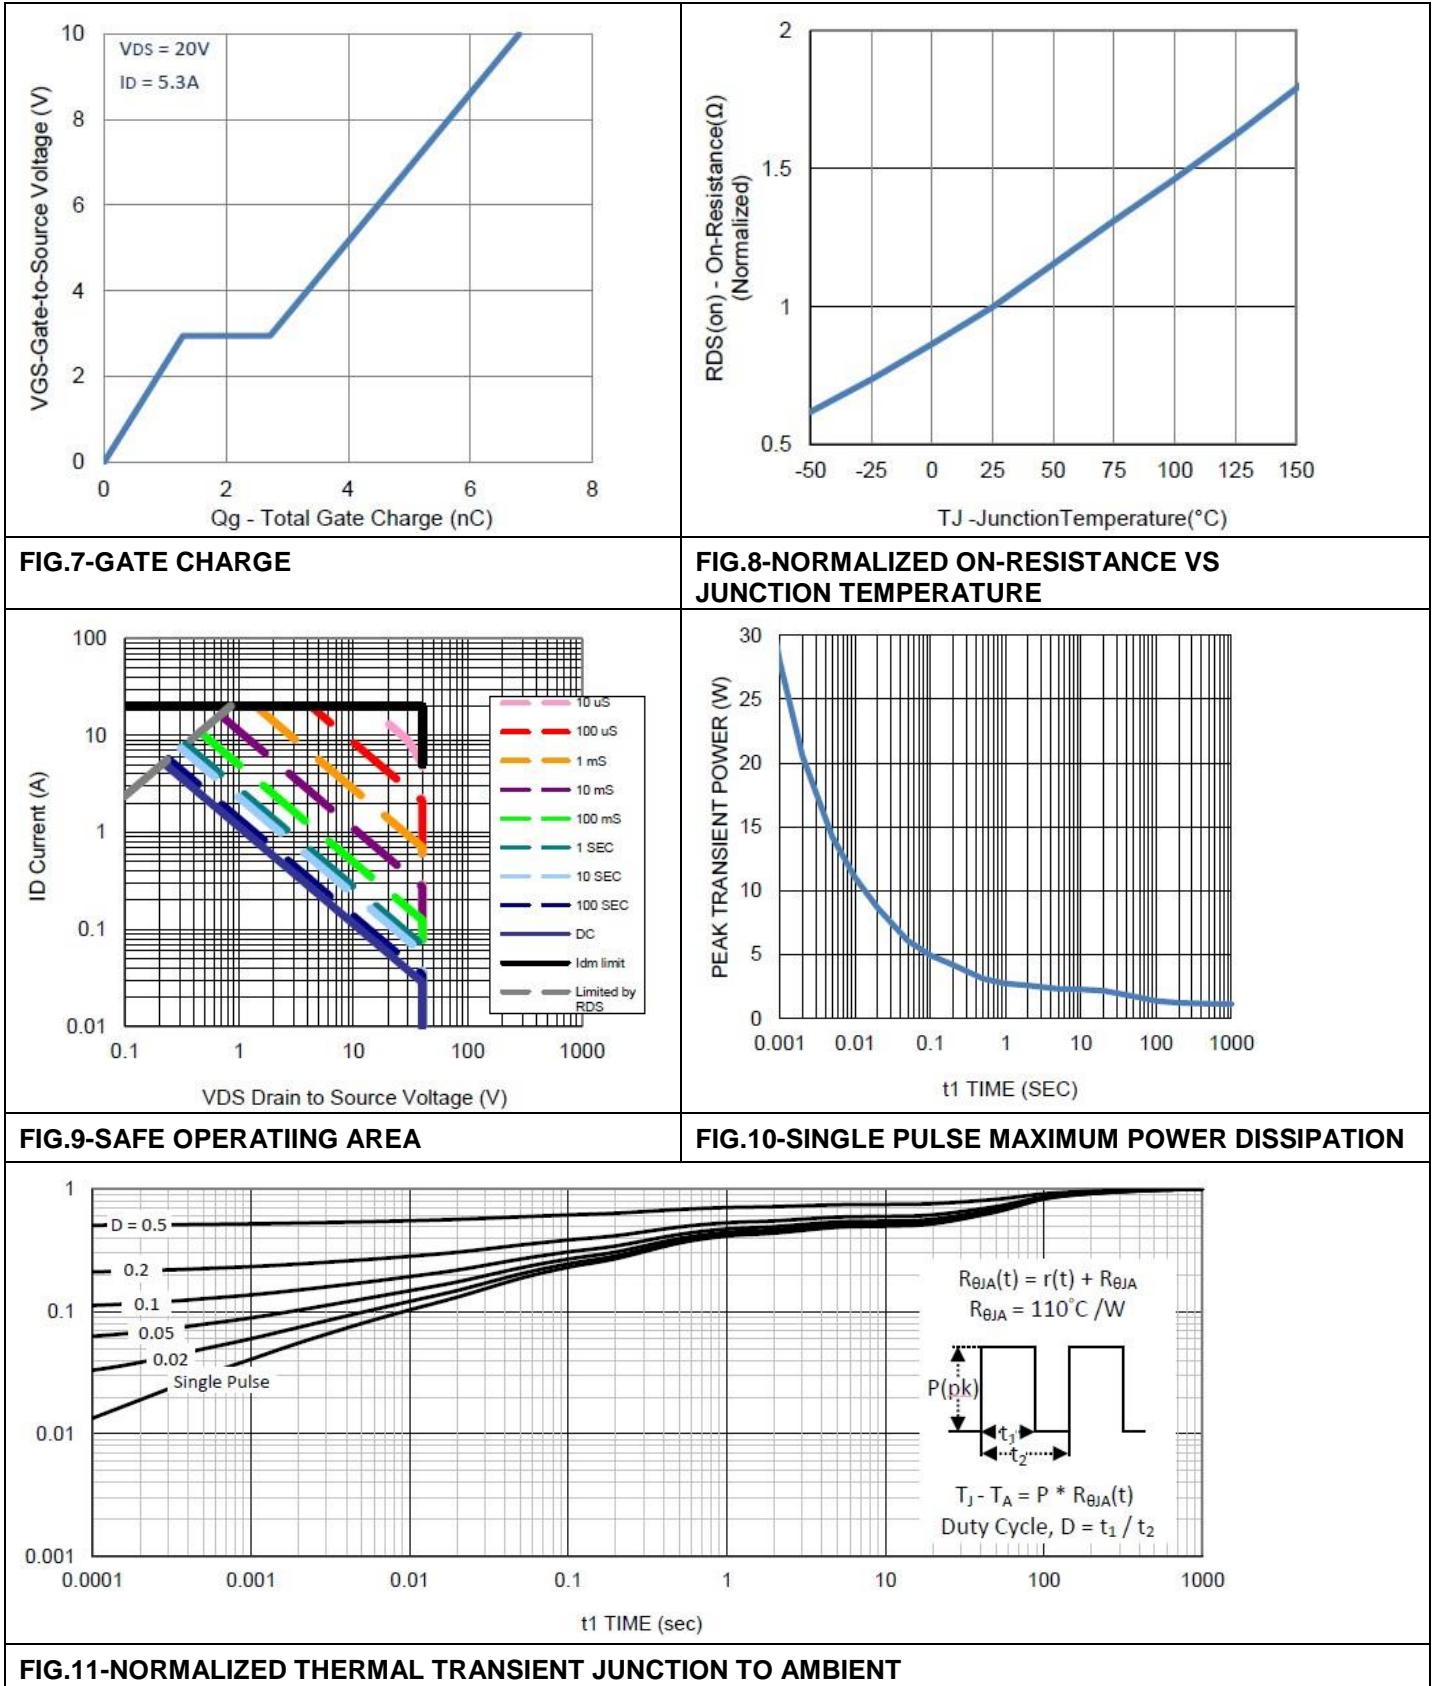 VGS-Gate-to-Source Voltage (V)
10
8
6
4
2
0
VDS = 20V
ID = 5.3A
0 2 4 6 8
Qg - Total Gate Charge (nC)
FIG.7-GATE CHARGE
RDS(on) - On-Resistance(Ω)
(Normalized)
2
1.5
1
0.5
-50 -25 0 25 50 75 100 125 150
TJ -JunctionTemperature(°C)
FIG.8-NORMALIZED ON-RESISTANCE VS
JUNCTION TEMPERATURE
ID Current (A)
100
10
1
0.1
0.01
10 uS
100 uS
1 mS
10 mS
100 mS
1 SEC
10 SEC
100 SEC
DC
Idm limit
Limited by
RDS
0.1 1 10 100 1000
VDS Drain to Source Voltage (V)
FIG.9-SAFE OPERATIING AREA
PEAK TRANSIENT POWER (W)
30
25
20
15
10
5
0
0.001 0.01 0.1 1 10 100 1000
t1 TIME (SEC)
FIG.10-SINGLE PULSE MAXIMUM POWER DISSIPATION
1
0.1
0.01
0.001
D = 0.5
0.2
0.1
0.05
0.02
Single Pulse
RθJA(t) = r(t) + RθJA
RθJA = 110°C /W
P(pk)
t1
t2
TJ - TA = P * RθJA(t)
Duty Cycle, D = t1 / t2
0.0001 0.001 0.01 0.1 1 10 100 1000
t1 TIME (sec)
FIG.11-NORMALIZED THERMAL TRANSIENT JUNCTION TO AMBIENT